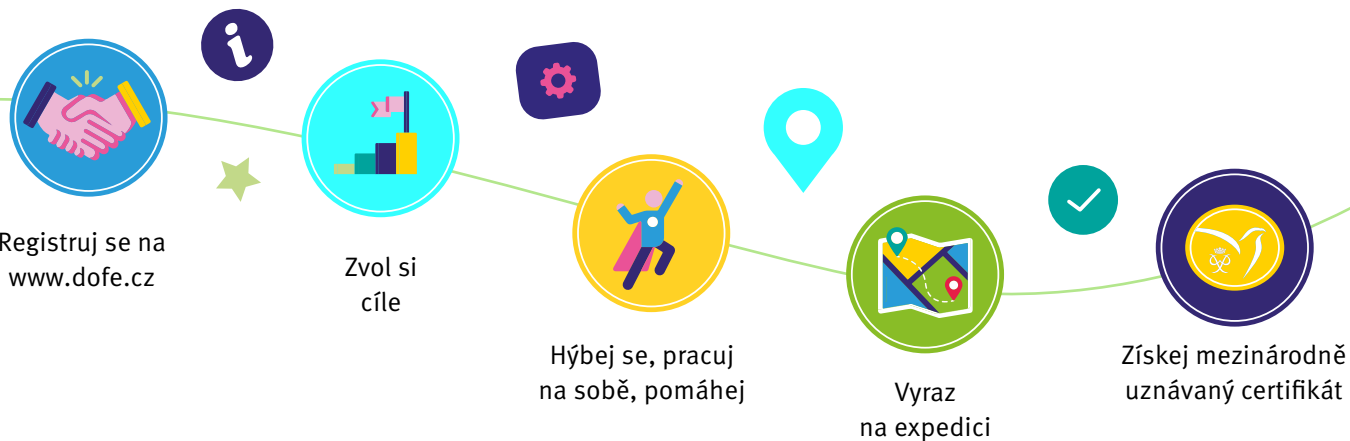 Registruj se na
www.dofe.cz
Zvol si
cíle
Hýbej se, pracuj
na sobě, pomáhej
Vyraz
na expedici
Získej mezinárodně
uznávaný certifikát